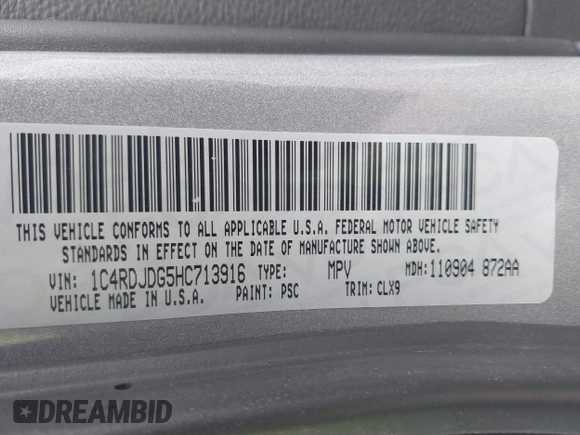 THIS VEHICLE CONFORMS TO ALL APPLICABLE U.S.A. FEDERAL MOTOR VEHICLE SAFETY
STANDARDS IN EFFECT ON THE DATE OF MANUFACTURE SHOWN ABOVE.
VIN: 1C4RDJDG5HC713916 TYPE: MPV MDH:110904 872AA
VEHICLE MADE IN U.S.A. PAINT: PSC TRIM: CLX9
DREAMBID